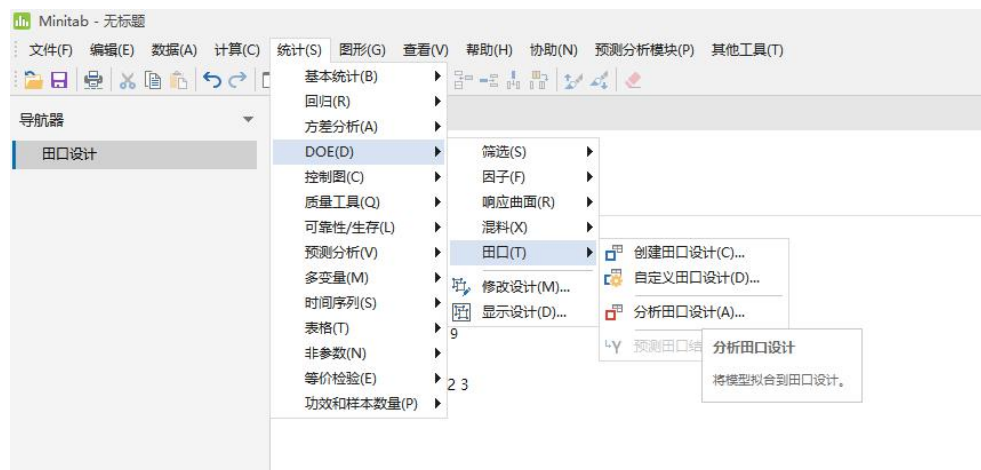 Minitab - 无标题
文件(F) 编辑(E) 数据(A) 计算(C) 统计(S) 图形(G) 查看(V) 帮助(H) 协助(N) 预测分析模块(P) 其他工具(T)
导航器
田口设计
基本统计(B)
回归(R)
方差分析(A)
DOE(D)
控制图(C)
质量工具(Q)
可靠性/生存(L)
预测分析(V)
多变量(M)
时间序列(S)
表格(T)
非参数(N)
等价检验(E)
功效和样本数量(P)
筛选(S)
因子(F)
响应曲面(R)
混料(X)
田口(T)
修改设计(M)...
显示设计(D)...
9
2 3
创建田口设计(C)...
自定义田口设计(D)...
分析田口设计(A)...
预测田口结
分析田口设计
将模型拟合到田口设计。